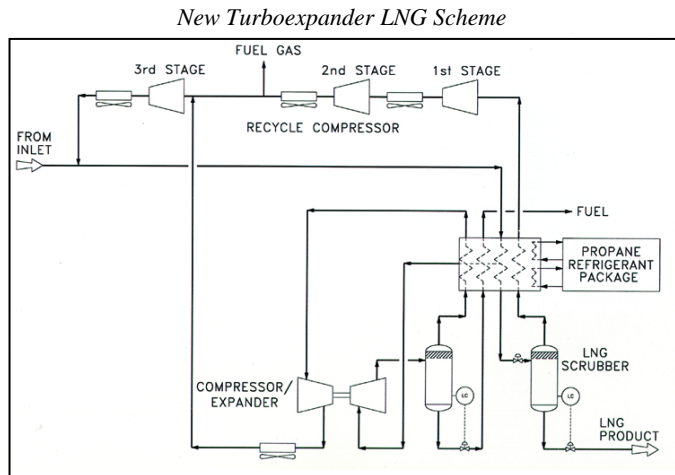 New Turboexpander LNG Scheme
FUEL GAS
3rd STAGE
2nd STAGE
1st STAGE
RECYCLE COMPRESSOR
FROM
INLET
FUEL
PROPANE
REFRIGERANT
PACKAGE
LNG
SCRUBBER
COMPRESSOR/
EXPANDER
LC
LC
LNG
PRODUCT